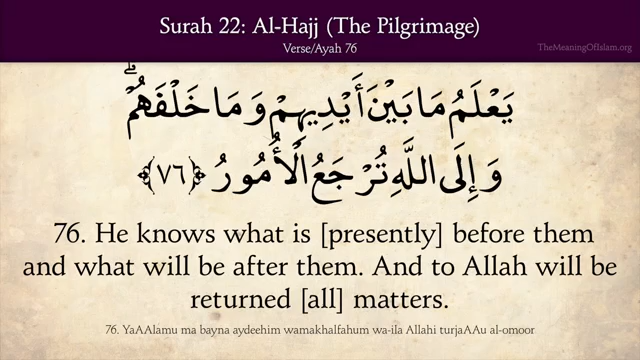 Surah 22: Al-Hajj (The Pilgrimage)
Verse/Ayah 76
TheMeaningOfIslam.org
يَعْلَمُ مَا بَيْنَ أَيْدِيهِمْ وَمَا خَلْفَهُمْ ۗ
وَإِلَى اللَّهِ تُرْجَعُ الْأُمُورُ ﴿٧٦﴾
76. He knows what is [presently] before them
and what will be after them. And to Allah will be
returned [all] matters.
76. YaAAlamu ma bayna aydeehim wamakhalfahum wa-ila Allahi turjaAAu al-omoor